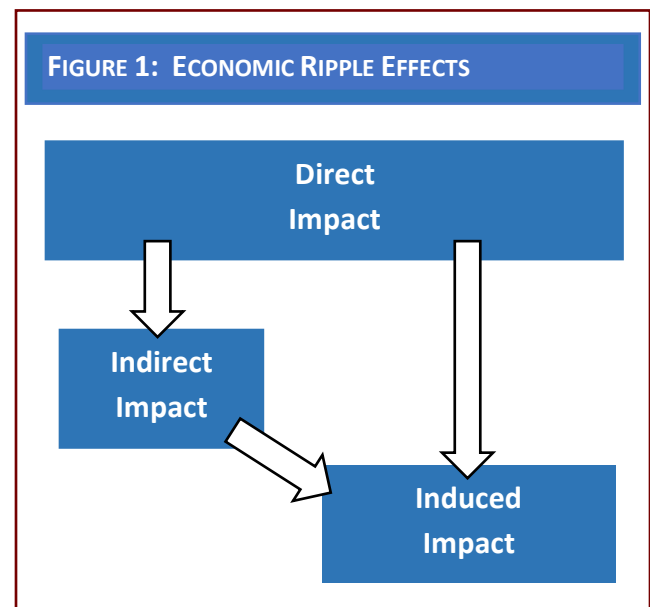 FIGURE 1: ECONOMIC RIPPLE EFFECTS
Direct
Impact
Indirect
Impact
Induced
Impact